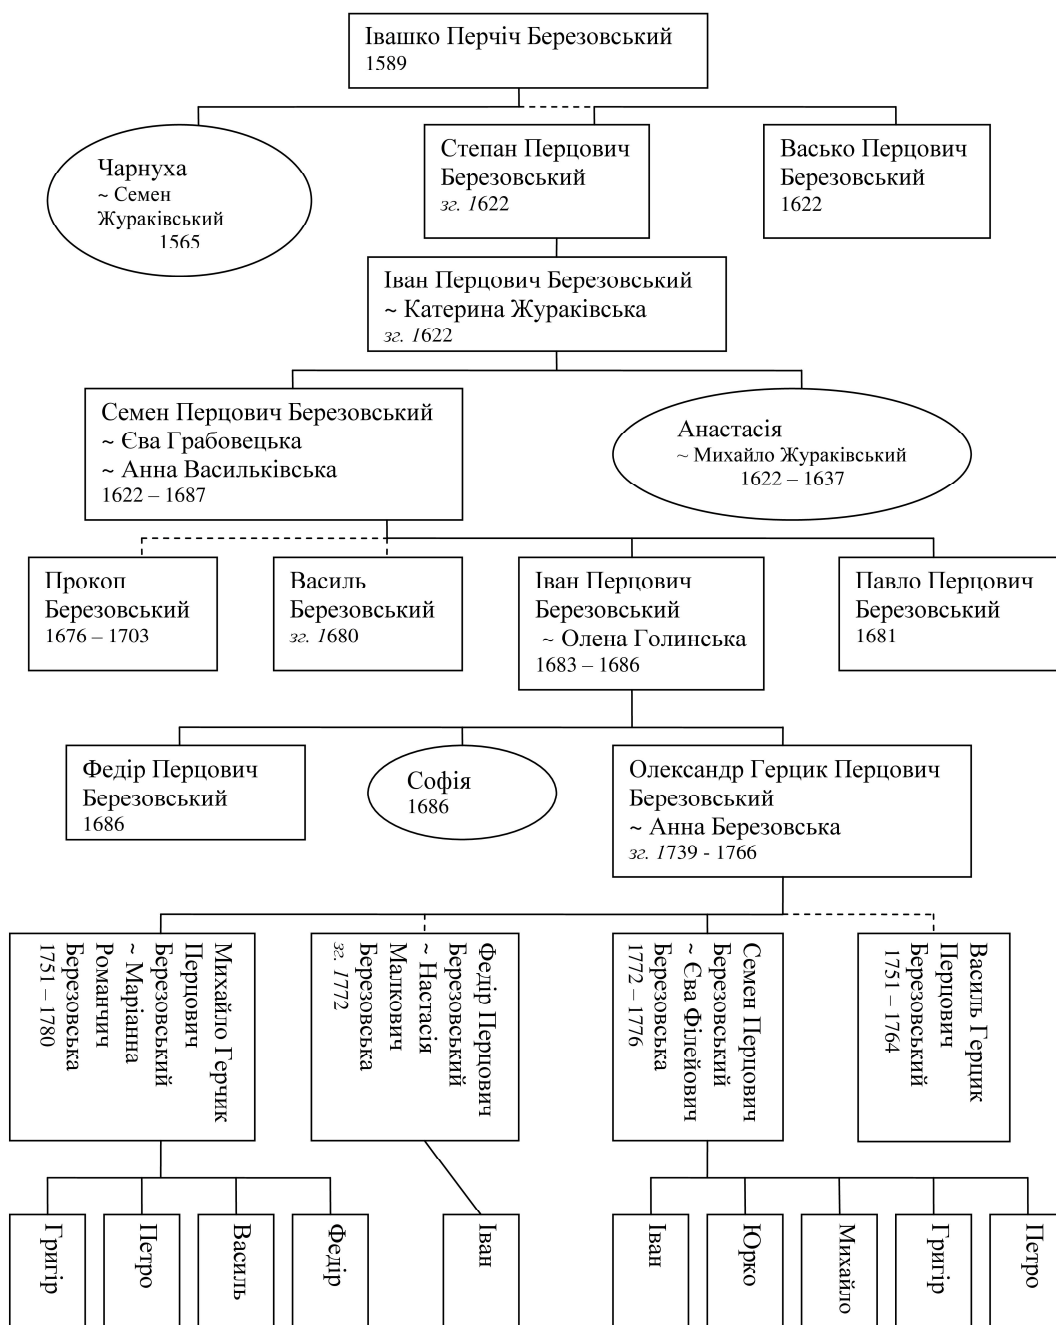 Івашко Перчіч Березовський
1589
Чарнуха
~ Семен
Жураківський
1565
Степан Перцович
Березовський
зг. 1622
Васько Перцович
Березовський
1622
Іван Перцович Березовський
~ Катерина Жураківська
зг. 1622
Семен Перцович Березовський
~ Єва Грабовецька
~ Анна Васильківська
1622 – 1687
Анастасія
~ Михайло Жураківський
1622 – 1637
Прокоп
Березовський
1676 – 1703
Василь
Березовський
зг. 1680
Іван Перцович
Березовський
~ Олена Голинська
1683 – 1686
Павло Перцович
Березовський
1681
Федір Перцович
Березовський
1686
Софія
1686
Олександр Герцик Перцович
Березовський
~ Анна Березовська
зг. 1739 - 1766
Михайло Герчик
Перцович
Березовський
~ Маріанна
Романчич
Березовська
1751 – 1780
Федір Перцович
Березовський
~ Настасія
Малкович
Березовська
зг. 1772
Семен Перцович
Березовський
~ Єва Філейович
Березовська
1772 – 1776
Василь Герцик
Перцович
Березовський
1751 – 1764
Григір
Петро
Василь
Федір
Іван
Іван
Юрко
Михайло
Григір
Петро